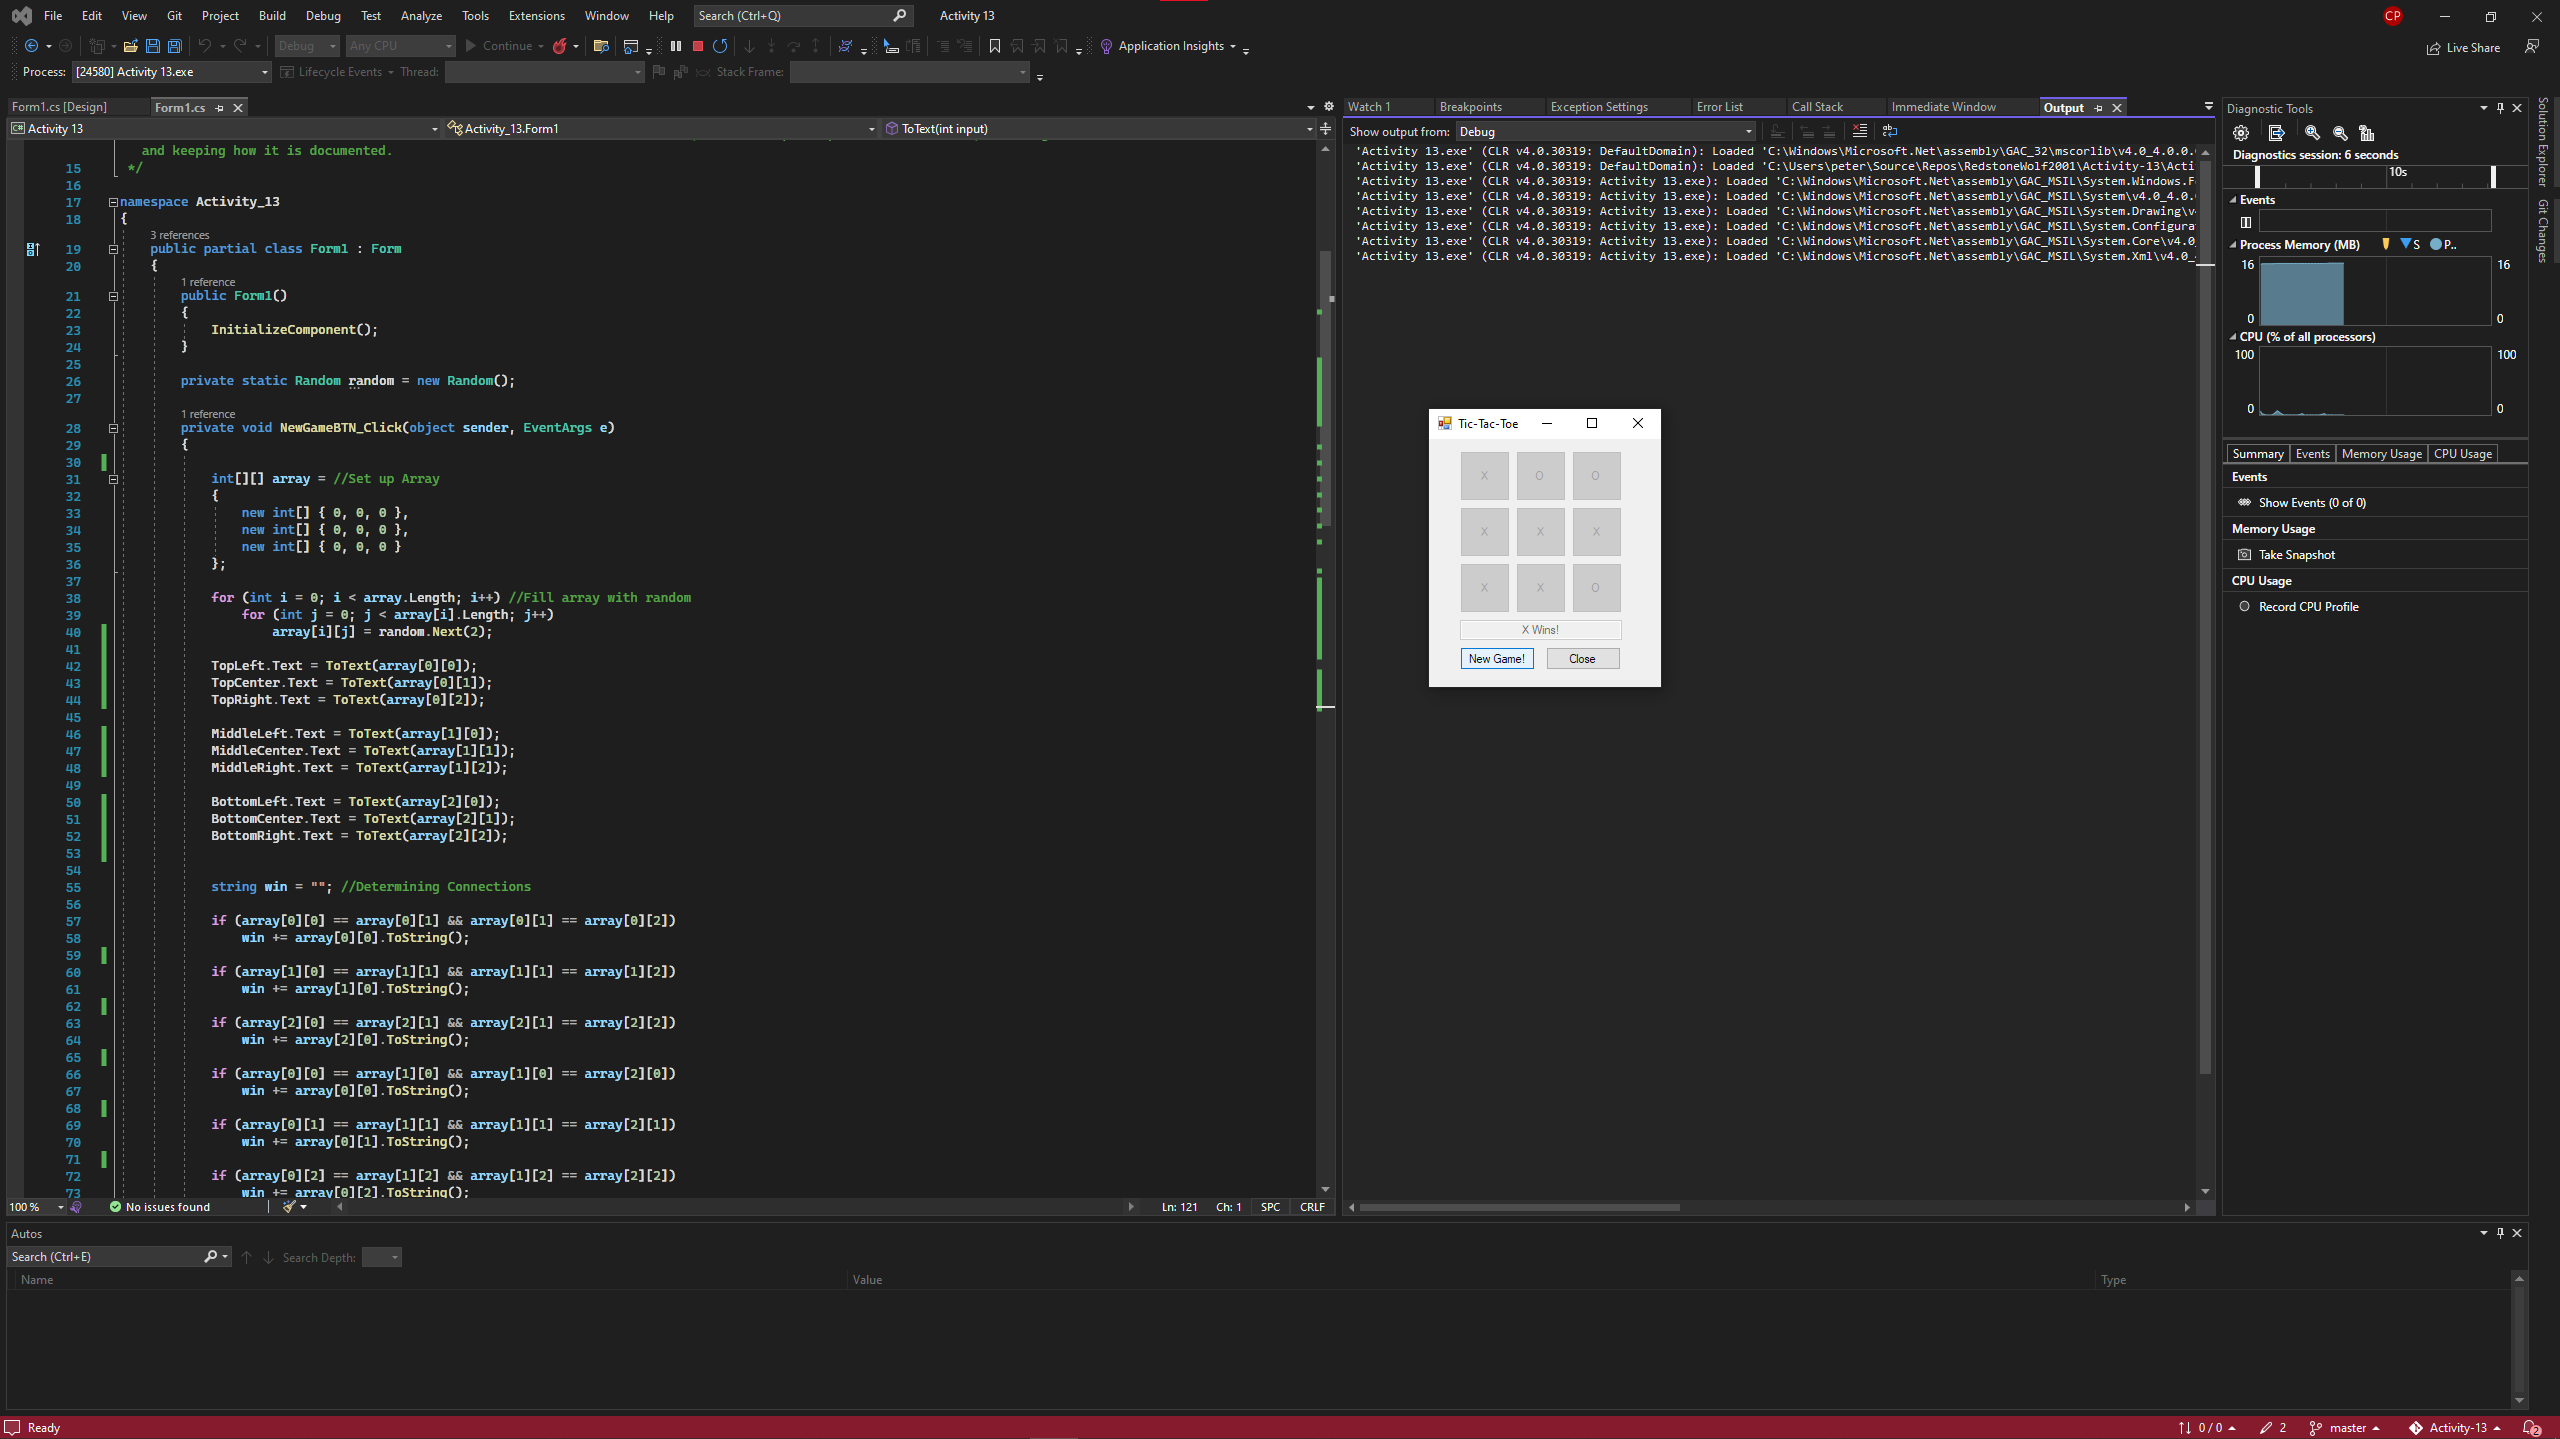 File Edit View Git Project Build Debug Test Analyze Tools Extensions Window Help Search (Ctrl+Q) Activity 13 CP
Debug Any CPU Continue Application Insights Live Share
Process: [24580] Activity 13.exe Lifecycle Events Thread: Stack Frame:
Form1.cs [Design] Form1.cs
Activity 13 Activity_13.Form1 ToText(int input)
and keeping how it is documented.
15 */
16
17 namespace Activity_13
18 {
3 references
19 public partial class Form1 : Form
20 {
1 reference
21 public Form1()
22 {
23 InitializeComponent();
24 }
25
26 private static Random random = new Random();
27
1 reference
28 private void NewGameBTN_Click(object sender, EventArgs e)
29 {
30
31 int[][] array = //Set up Array
32 {
33 new int[] { 0, 0, 0 },
34 new int[] { 0, 0, 0 },
35 new int[] { 0, 0, 0 }
36 };
37
38 for (int i = 0; i < array.Length; i++) //Fill array with random
39 for (int j = 0; j < array[i].Length; j++)
40 array[i][j] = random.Next(2);
41
42 TopLeft.Text = ToText(array[0][0]);
43 TopCenter.Text = ToText(array[0][1]);
44 TopRight.Text = ToText(array[0][2]);
45
46 MiddleLeft.Text = ToText(array[1][0]);
47 MiddleCenter.Text = ToText(array[1][1]);
48 MiddleRight.Text = ToText(array[1][2]);
49
50 BottomLeft.Text = ToText(array[2][0]);
51 BottomCenter.Text = ToText(array[2][1]);
52 BottomRight.Text = ToText(array[2][2]);
53
54
55 string win = ""; //Determining Connections
56
57 if (array[0][0] == array[0][1] && array[0][1] == array[0][2])
58 win += array[0][0].ToString();
59
60 if (array[1][0] == array[1][1] && array[1][1] == array[1][2])
61 win += array[1][0].ToString();
62
63 if (array[2][0] == array[2][1] && array[2][1] == array[2][2])
64 win += array[2][0].ToString();
65
66 if (array[0][0] == array[1][0] && array[1][0] == array[2][0])
67 win += array[0][0].ToString();
68
69 if (array[0][1] == array[1][1] && array[1][1] == array[2][1])
70 win += array[0][1].ToString();
71
72 if (array[0][2] == array[1][2] && array[1][2] == array[2][2])
73 win += array[0][2].ToString();
100 % No issues found Ln: 121 Ch: 1 SPC CRLF
Watch 1 Breakpoints Exception Settings Error List Call Stack Immediate Window Output
Show output from: Debug
'Activity 13.exe' (CLR v4.0.30319: DefaultDomain): Loaded 'C:\Windows\Microsoft.Net\assembly\GAC_32\mscorlib\v4.0_4.0.0.
'Activity 13.exe' (CLR v4.0.30319: DefaultDomain): Loaded 'C:\Users\peter\Source\Repos\RedstoneWolf2001\Activity-13\Acti
'Activity 13.exe' (CLR v4.0.30319: Activity 13.exe): Loaded 'C:\Windows\Microsoft.Net\assembly\GAC_MSIL\System.Windows.F
'Activity 13.exe' (CLR v4.0.30319: Activity 13.exe): Loaded 'C:\Windows\Microsoft.Net\assembly\GAC_MSIL\System\v4.0_4.0.
'Activity 13.exe' (CLR v4.0.30319: Activity 13.exe): Loaded 'C:\Windows\Microsoft.Net\assembly\GAC_MSIL\System.Drawing\v
'Activity 13.exe' (CLR v4.0.30319: Activity 13.exe): Loaded 'C:\Windows\Microsoft.Net\assembly\GAC_MSIL\System.Configura
'Activity 13.exe' (CLR v4.0.30319: Activity 13.exe): Loaded 'C:\Windows\Microsoft.Net\assembly\GAC_MSIL\System.Core\v4.0
'Activity 13.exe' (CLR v4.0.30319: Activity 13.exe): Loaded 'C:\Windows\Microsoft.Net\assembly\GAC_MSIL\System.Xml\v4.0_
Tic-Tac-Toe
X O O
X X X
X X O
X Wins!
New Game! Close
Diagnostic Tools
Diagnostics session: 6 seconds
10s
Events
Process Memory (MB) S P..
16 16
0 0
CPU (% of all processors)
100 100
0 0
Summary Events Memory Usage CPU Usage
Events
Show Events (0 of 0)
Memory Usage
Take Snapshot
CPU Usage
Record CPU Profile
Solution Explorer
Git Changes
Autos
Search (Ctrl+E) Search Depth:
Name Value Type
Ready 0 / 0 2 master Activity-13 2